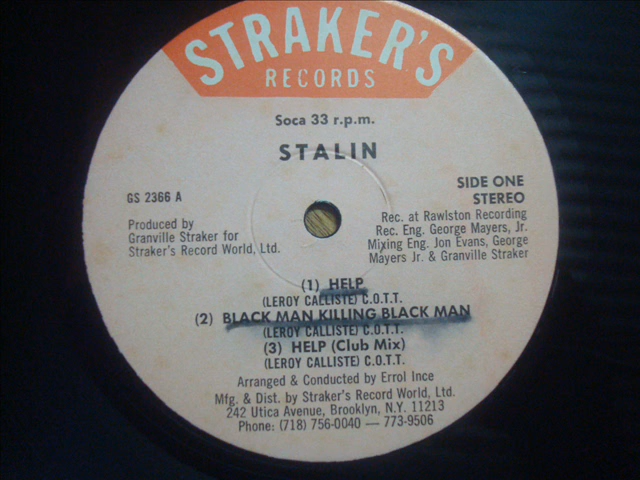 STRAKER'S
RECORDS
Soca 33 r.p.m.
STALIN
GS 2366 A
SIDE ONE
STEREO
Produced by
Granville Straker for
Straker's Record World, Ltd.
Rec. at Rawlston Recording
Rec. Eng. George Mayers, Jr.
Mixing Eng. Jon Evans, George
Mayers Jr. & Granville Straker
(1) HELP
(LEROY CALLISTE) C.O.T.T.
(2) BLACK MAN KILLING BLACK MAN
(LEROY CALLISTE) C.O.T.T.
(3) HELP (Club Mix)
(LEROY CALLISTE) C.O.T.T.
Arranged & Conducted by Errol Ince
Mfg. & Dist. by Straker's Record World, Ltd.
242 Utica Avenue, Brooklyn, N.Y. 11213
Phone: (718) 756-0040 — 773-9506